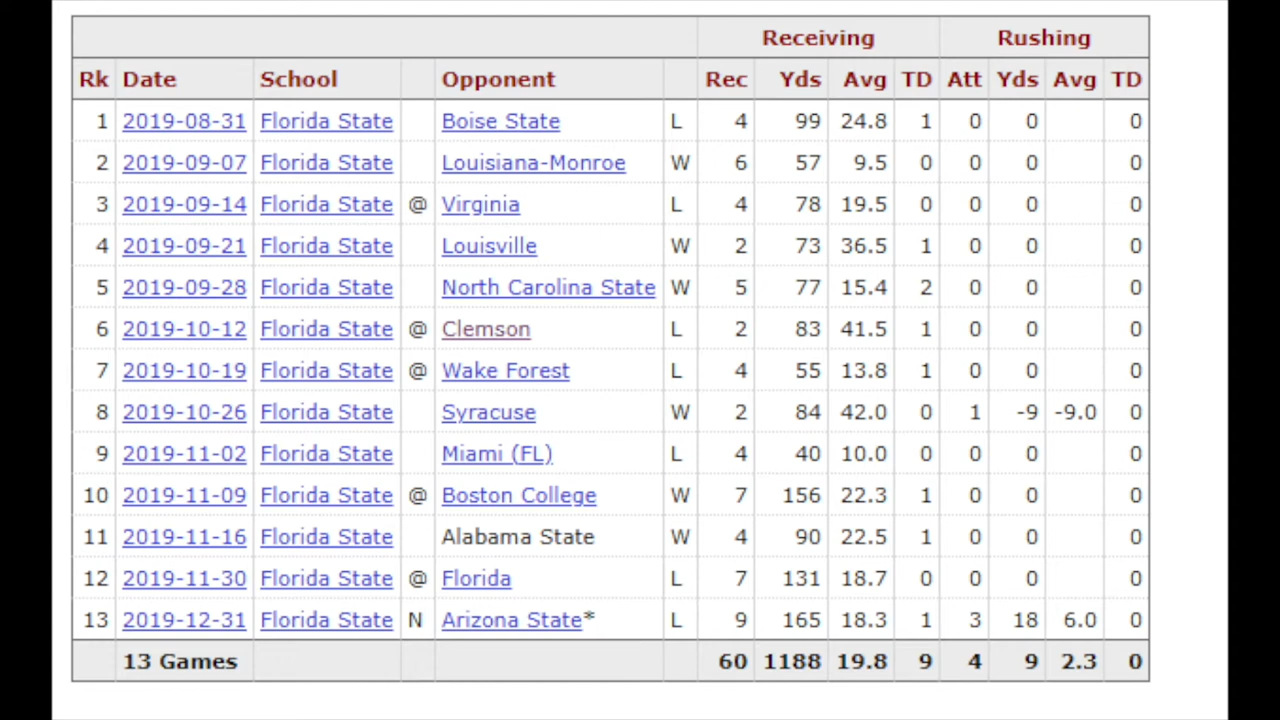 Receiving Rushing
Rk Date School Opponent Rec Yds Avg TD Att Yds Avg TD
1 2019-08-31 Florida State Boise State L 4 99 24.8 1 0 0 0
2 2019-09-07 Florida State Louisiana-Monroe W 6 57 9.5 0 0 0 0
3 2019-09-14 Florida State @ Virginia L 4 78 19.5 0 0 0 0
4 2019-09-21 Florida State Louisville W 2 73 36.5 1 0 0 0
5 2019-09-28 Florida State North Carolina State W 5 77 15.4 2 0 0 0
6 2019-10-12 Florida State @ Clemson L 2 83 41.5 1 0 0 0
7 2019-10-19 Florida State @ Wake Forest L 4 55 13.8 1 0 0 0
8 2019-10-26 Florida State Syracuse W 2 84 42.0 0 1 -9 -9.0 0
9 2019-11-02 Florida State Miami (FL) L 4 40 10.0 0 0 0 0
10 2019-11-09 Florida State @ Boston College W 7 156 22.3 1 0 0 0
11 2019-11-16 Florida State Alabama State W 4 90 22.5 1 0 0 0
12 2019-11-30 Florida State @ Florida L 7 131 18.7 0 0 0 0
13 2019-12-31 Florida State N Arizona State* L 9 165 18.3 1 3 18 6.0 0
13 Games 60 1188 19.8 9 4 9 2.3 0